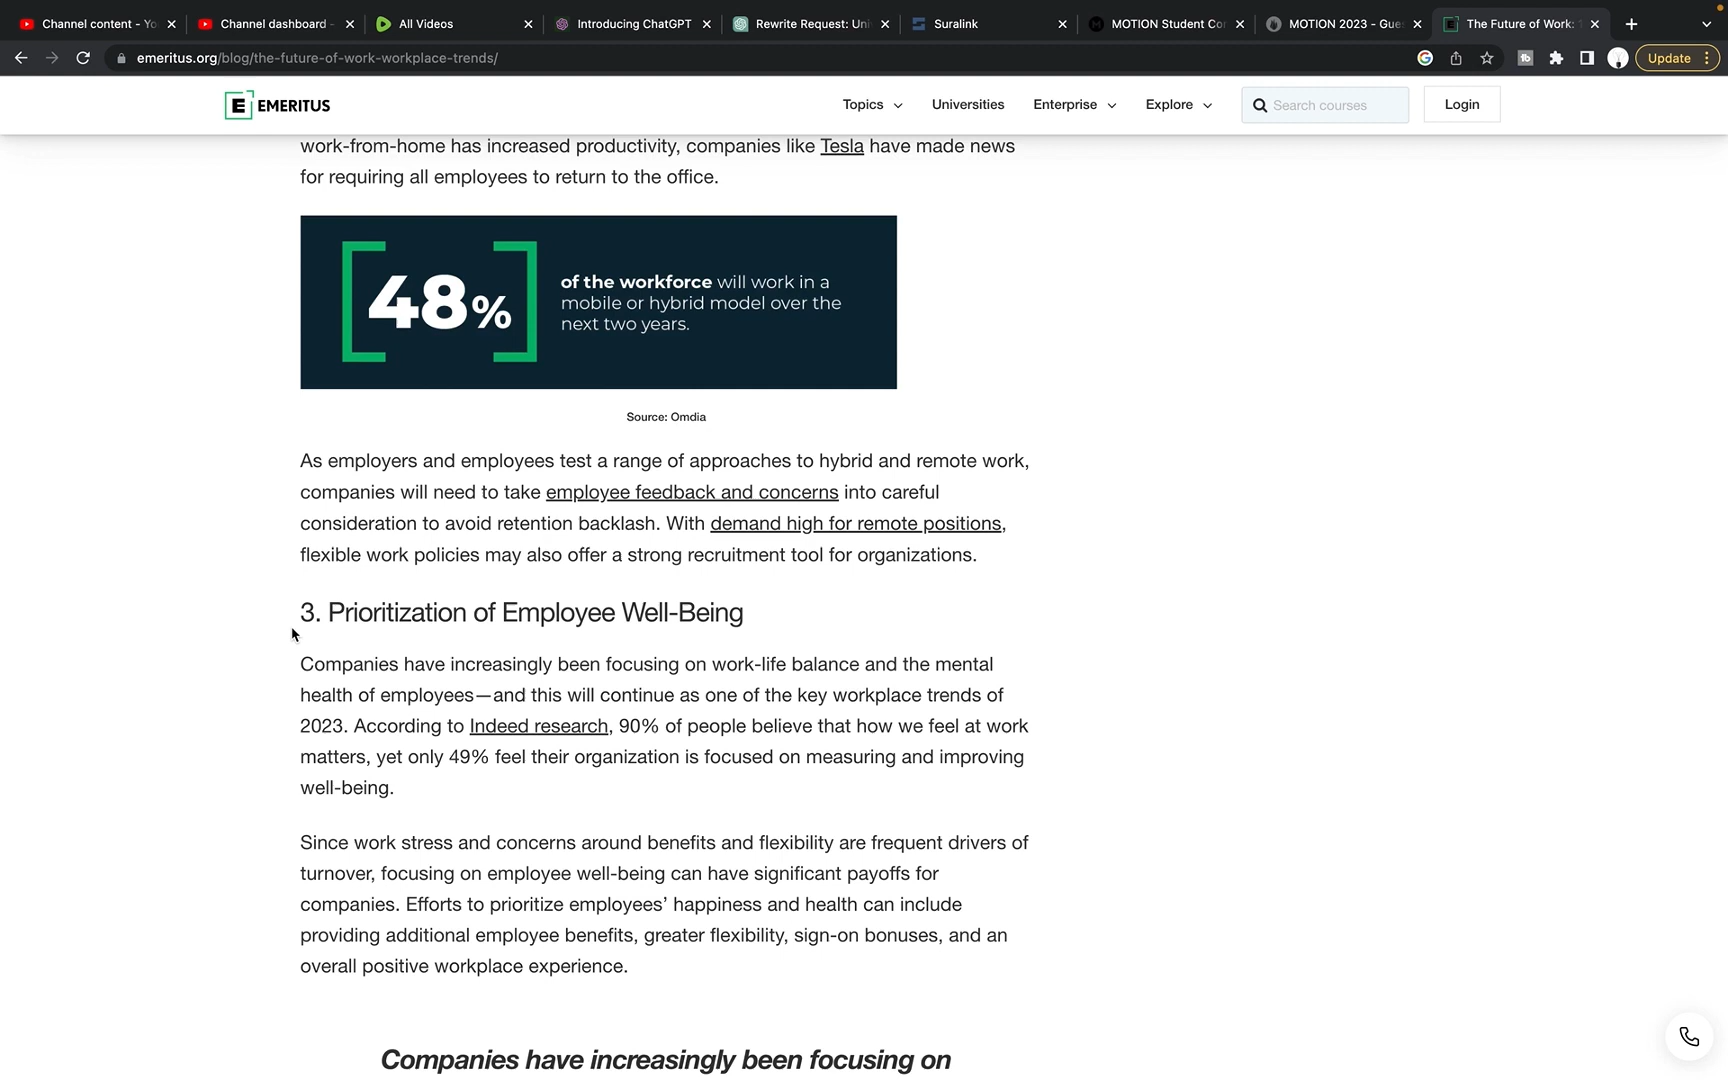 Channel content - Yo
Channel dashboard -
All Videos
Introducing ChatGPT
Rewrite Request: Uni
Suralink
MOTION Student Cor
MOTION 2023 - Gues
The Future of Work: 1
emeritus.org/blog/the-future-of-work-workplace-trends/
Update
E EMERITUS
Topics
Universities
Enterprise
Explore
Search courses
Login
work-from-home has increased productivity, companies like Tesla have made news
for requiring all employees to return to the office.
48%
of the workforce will work in a
mobile or hybrid model over the
next two years.
Source: Omdia
As employers and employees test a range of approaches to hybrid and remote work,
companies will need to take employee feedback and concerns into careful
consideration to avoid retention backlash. With demand high for remote positions,
flexible work policies may also offer a strong recruitment tool for organizations.
3. Prioritization of Employee Well-Being
Companies have increasingly been focusing on work-life balance and the mental
health of employees—and this will continue as one of the key workplace trends of
2023. According to Indeed research, 90% of people believe that how we feel at work
matters, yet only 49% feel their organization is focused on measuring and improving
well-being.
Since work stress and concerns around benefits and flexibility are frequent drivers of
turnover, focusing on employee well-being can have significant payoffs for
companies. Efforts to prioritize employees’ happiness and health can include
providing additional employee benefits, greater flexibility, sign-on bonuses, and an
overall positive workplace experience.
Companies have increasingly been focusing on